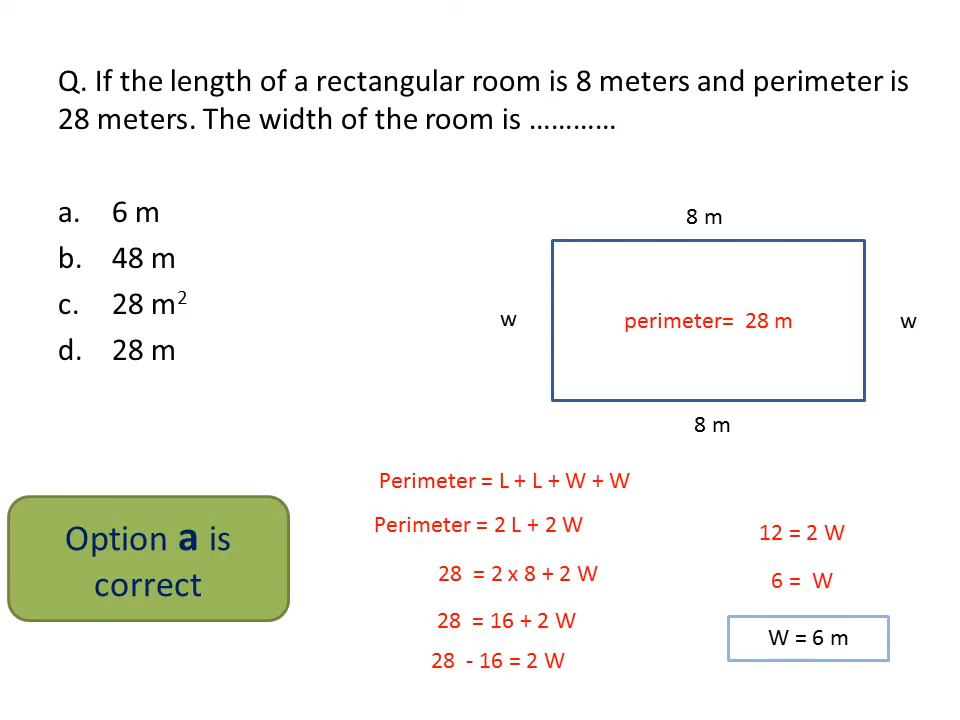 Q. If the length of a rectangular room is 8 meters and perimeter is
28 meters. The width of the room is …………
a. 6 m
b. 48 m
c. 28 m²
d. 28 m
8 m
w
perimeter= 28 m
w
8 m
Perimeter = L + L + W + W
Perimeter = 2 L + 2 W
28 = 2 x 8 + 2 W
28 = 16 + 2 W
28 - 16 = 2 W
12 = 2 W
6 = W
W = 6 m
Option a is
correct